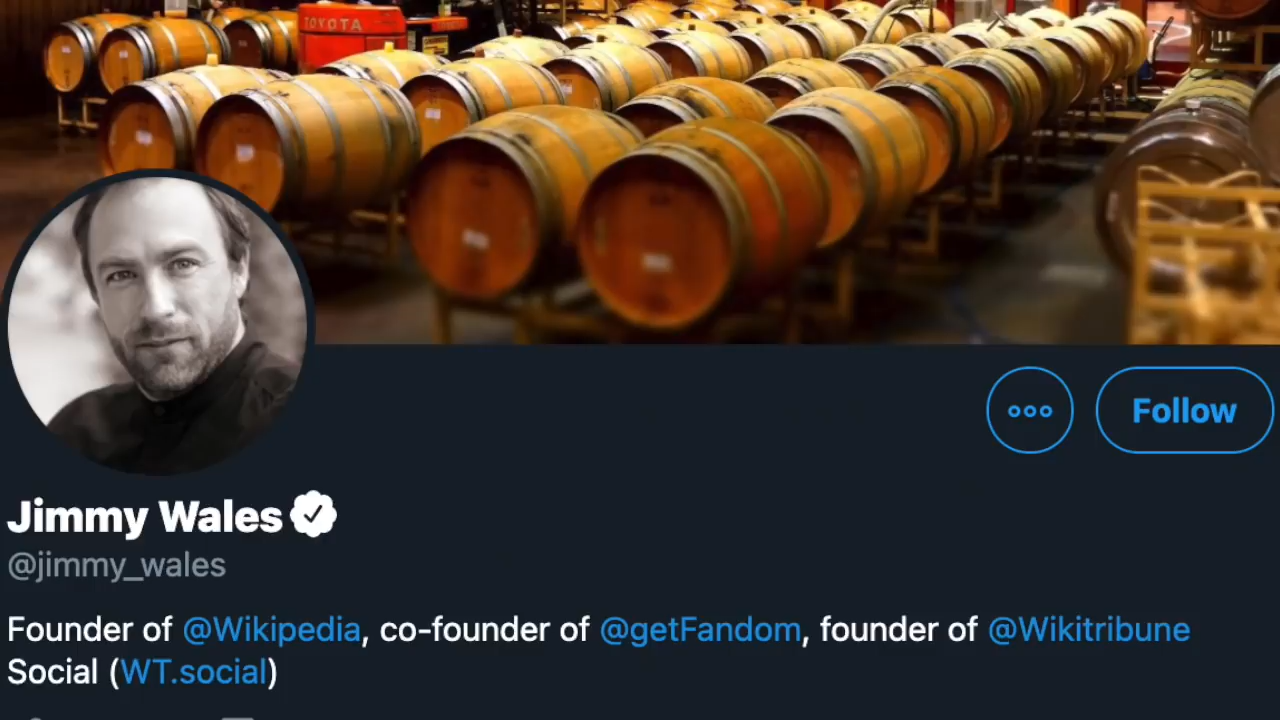 TOYOTA
Follow
Jimmy Wales
@jimmy_wales
Founder of @Wikipedia, co-founder of @getFandom, founder of @Wikitribune
Social (WT.social)